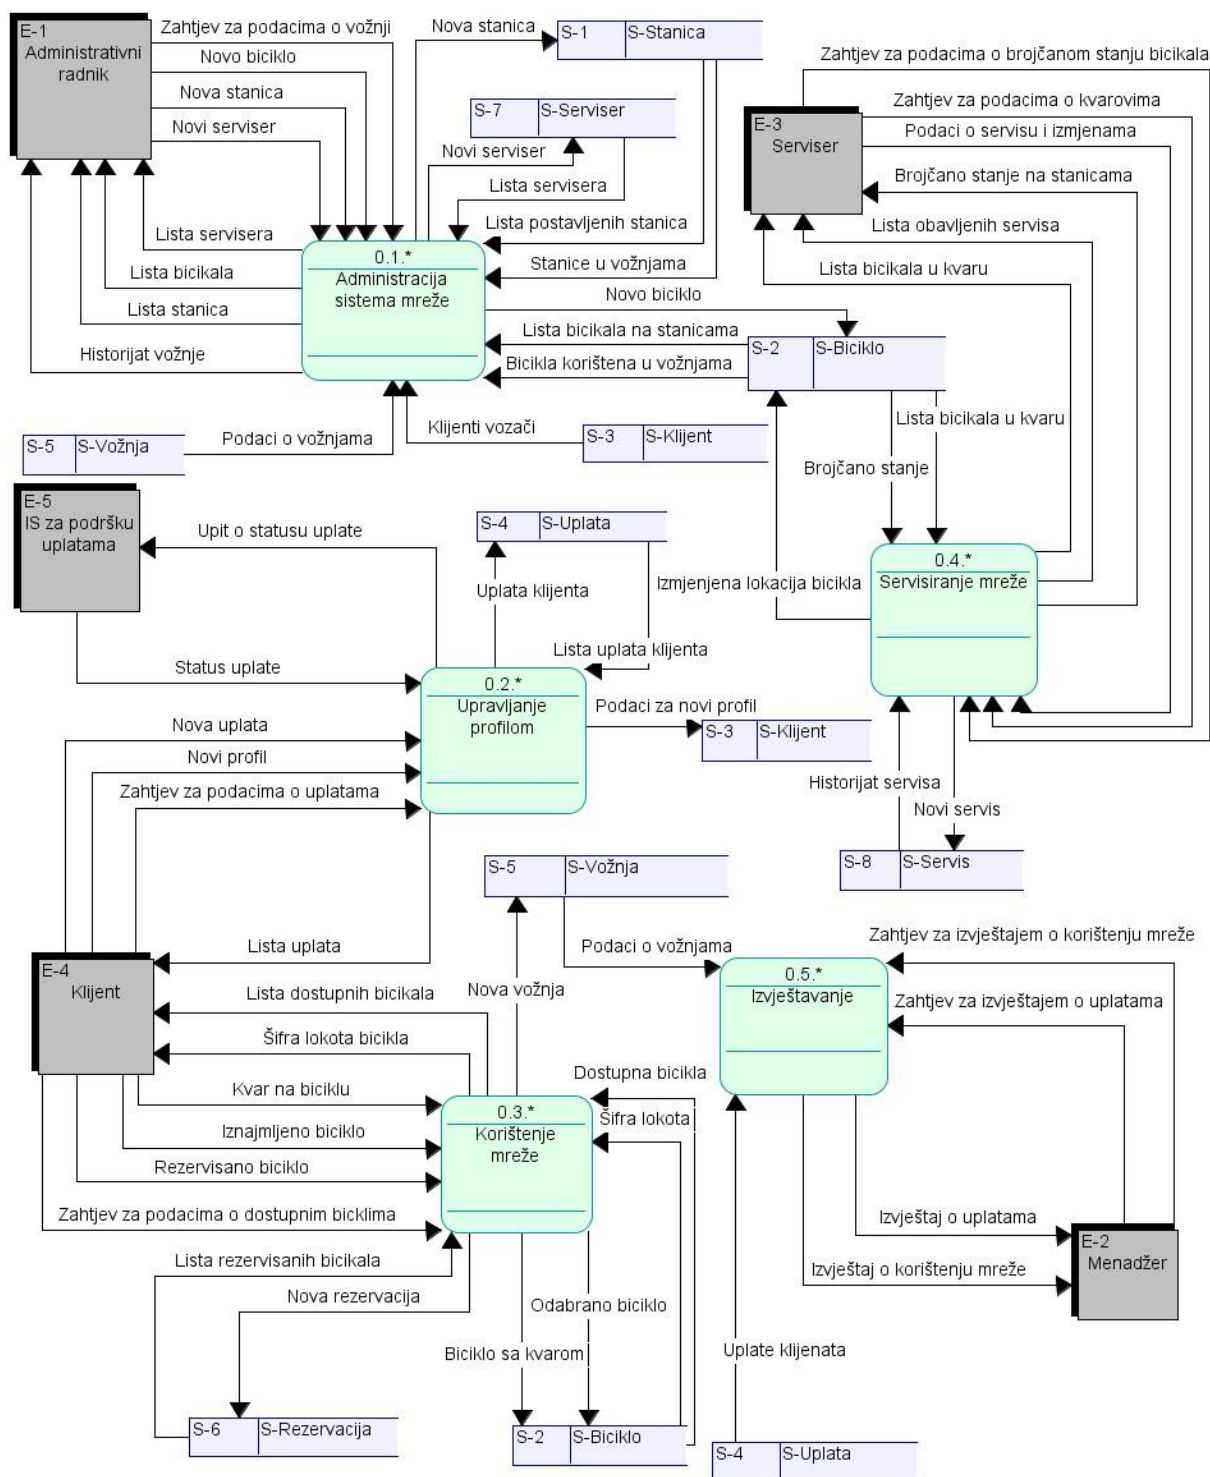 E-1
Administrativni
radnik
Zahtjev za podacima o vožnji
Novo biciklo
Nova stanica
Novi serviser
Nova stanica
S-1 S-Stanica
S-7 S-Serviser
Novi serviser
Lista servisera
Lista postavljenih stanica
Stanice u vožnjama
Novo biciklo
Zahtjev za podacima o brojčanom stanju bicikala
Zahtjev za podacima o kvarovima
Podaci o servisu i izmjenama
E-3
Serviser
Brojčano stanje na stanicama
Lista obavljenih servisa
Lista bicikala u kvaru
Lista servisera
Lista bicikala
Lista stanica
Historijat vožnje
0.1.*
Administracija
sistema mreže
Lista bicikala na stanicama
Bicikla korištena u vožnjama
S-2 S-Biciklo
S-5 S-Vožnja
Podaci o vožnjama
Klijenti vozači
S-3 S-Klijent
Lista bicikala u kvaru
Brojčano stanje
E-5
IS za podršku
uplatama
Upit o statusu uplate
S-4 S-Uplata
Uplata klijenta
Izmjenjena lokacija bicikla
0.4.*
Servisiranje mreže
Lista uplata klijenta
Status uplate
0.2.*
Upravljanje
profilom
Podaci za novi profil
S-3 S-Klijent
Nova uplata
Novi profil
Zahtjev za podacima o uplatama
Historijat servisa
Novi servis
S-8 S-Servis
S-5 S-Vožnja
Lista uplata
E-4
Klijent
Lista dostupnih bicikala
Nova vožnja
Podaci o vožnjama
Zahtjev za izvještajem o korištenju mreže
0.5.*
Izvještavanje
Zahtjev za izvještajem o uplatama
Šifra lokota bicikla
Kvar na biciklu
Iznajmljeno biciklo
Rezervisano biciklo
Zahtjev za podacima o dostupnim bicklima
0.3.*
Korištenje
mreže
Dostupna bicikla
Šifra lokota
Lista rezervisanih bicikala
Nova rezervacija
Odabrano biciklo
Biciklo sa kvarom
Izvještaj o uplatama
Izvještaj o korištenju mreže
E-2
Menadžer
Uplate klijenata
S-6 S-Rezervacija
S-2 S-Biciklo
S-4 S-Uplata